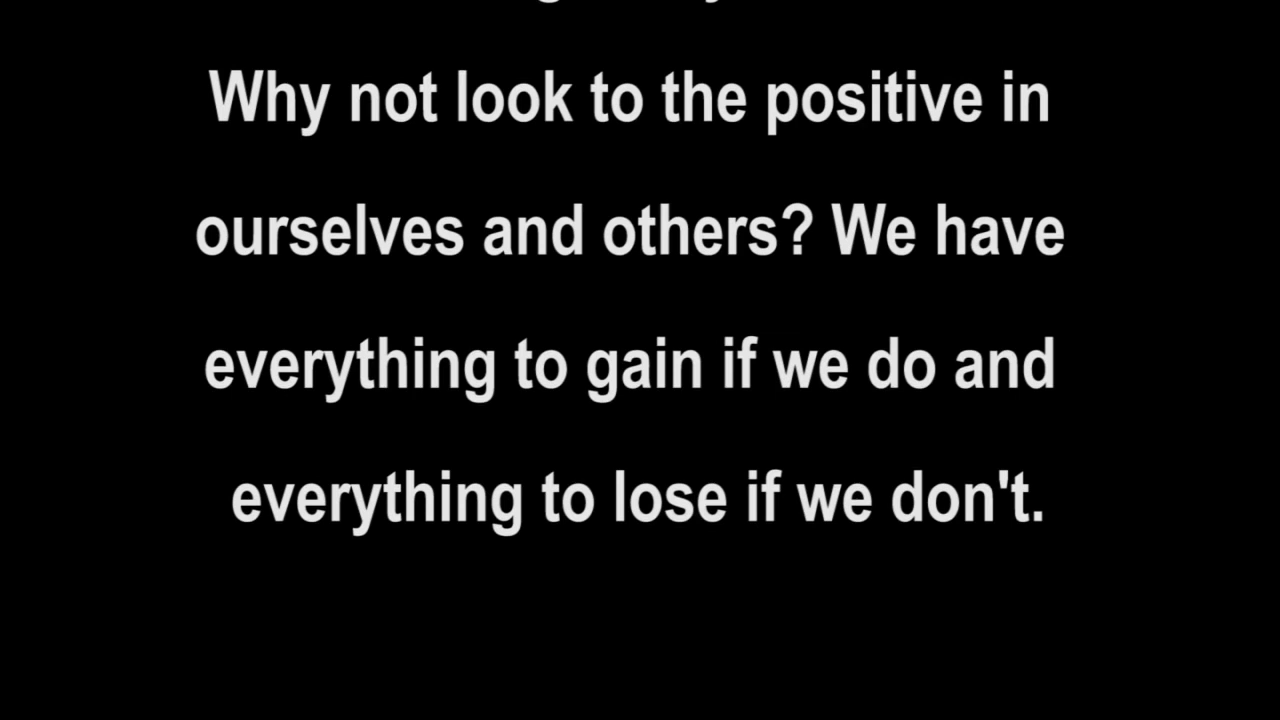 Why not look to the positive in
ourselves and others? We have
everything to gain if we do and
everything to lose if we don't.